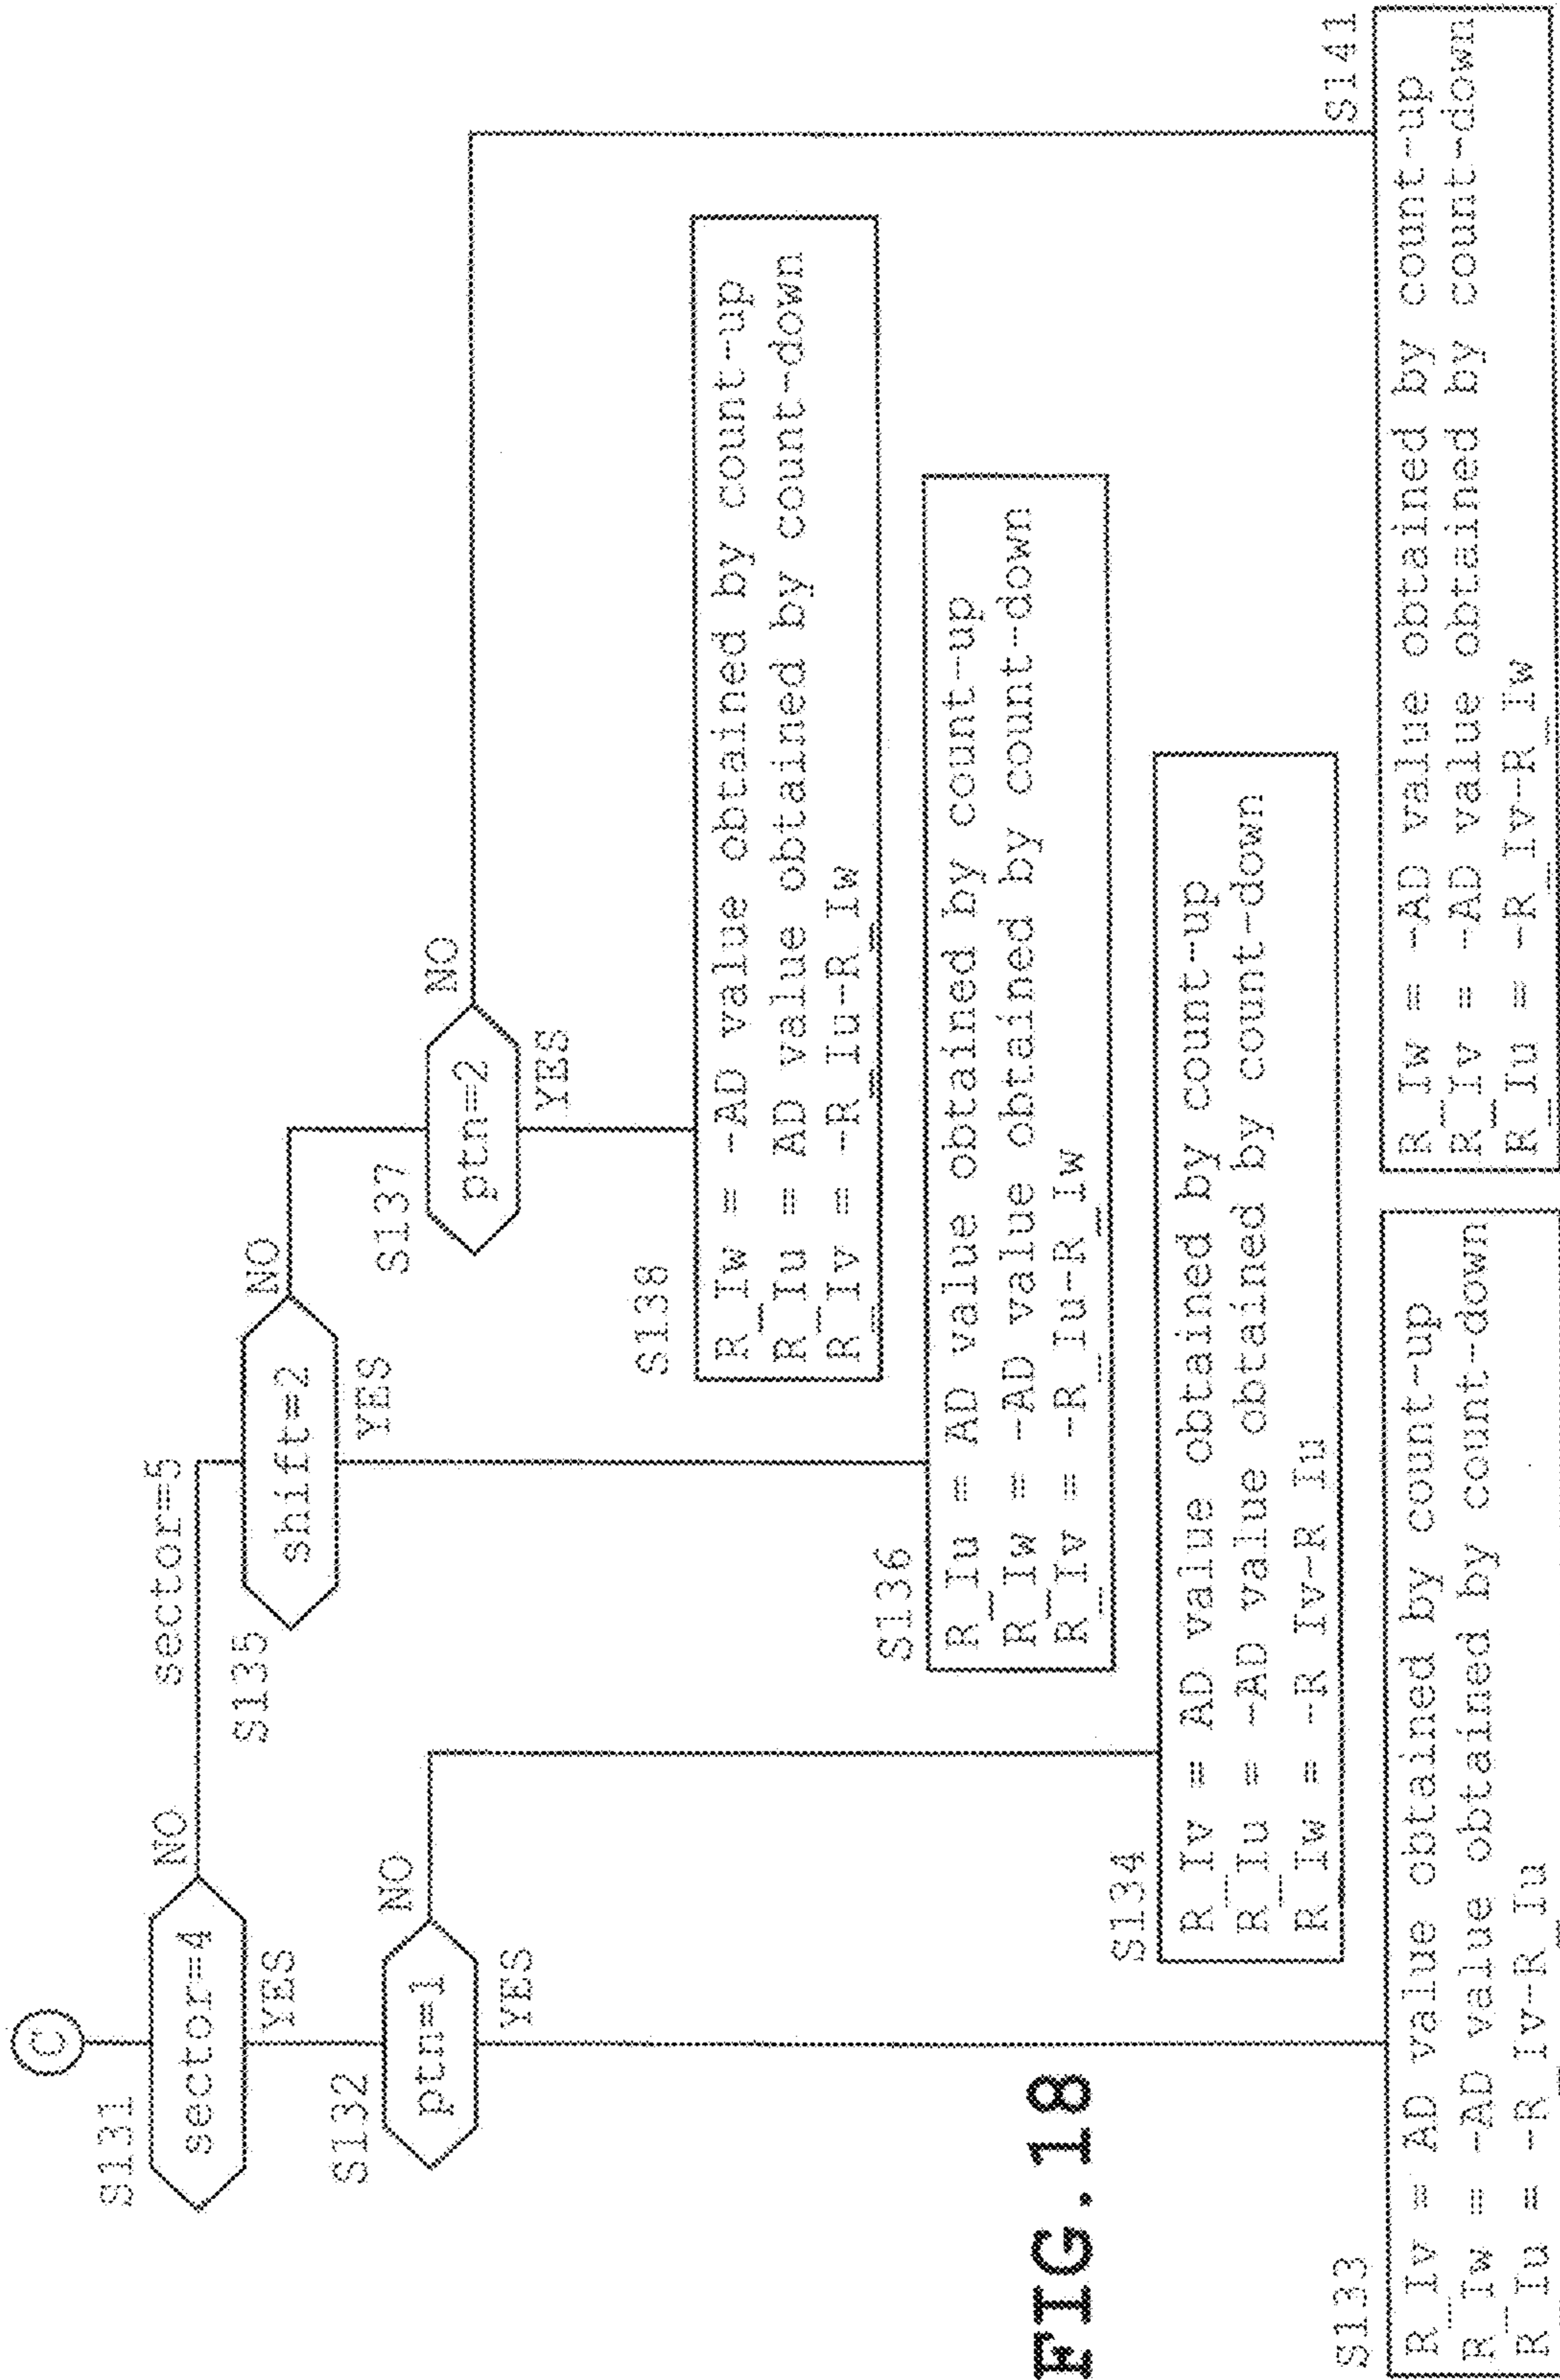 C
S131
sector=4
NO
sector=5
YES
S132
ptn=1
NO
YES
S135
shift=2
NO
YES
S137
ptn=2
NO
YES
S138
R_Iw = -AD value obtained by count-up
R_Iu = AD value obtained by count-down
R_Iv = -R_Iu-R_Iw
S136
R_Iu = AD value obtained by count-up
R_Iw = -AD value obtained by count-down
R_Iv = -R_Iu-R_Iw
S134
R_Iv = AD value obtained by count-up
R_Iu = -AD value obtained by count-down
R_Iw = -R_Iv-R_Iu
S133
R_Iv = AD value obtained by count-up
R_Iw = -AD value obtained by count-down
R_Iu = -R_Iv-R_Iu
S141
R_Iw = -AD value obtained by count-up
R_Iv = -AD value obtained by count-down
R_Iu = -R_Iv-R_Iw
FIG.18